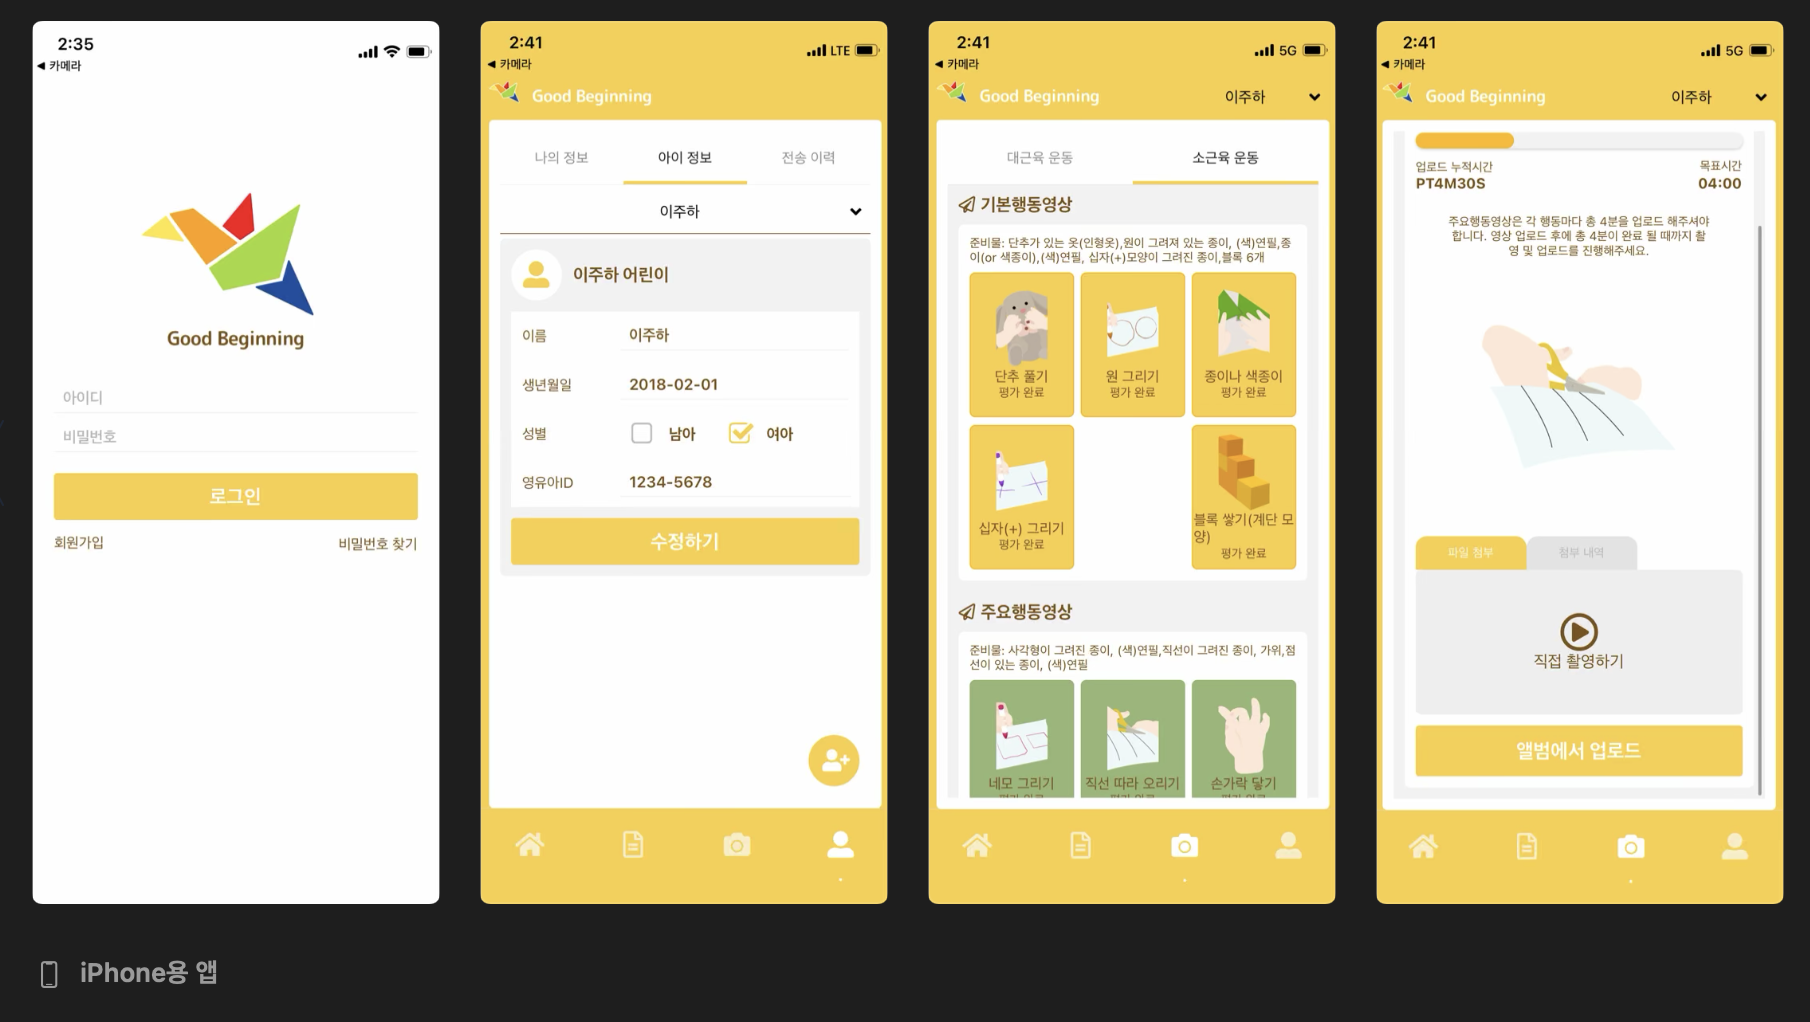 2:35
◀ 카메라
Good Beginning
아이디
비밀번호
로그인
회원가입
비밀번호 찾기
2:41
LTE
◀ 카메라
Good Beginning
나의 정보
아이 정보
전송 이력
이주하
이주하 어린이
이름
이주하
생년월일
2018-02-01
성별
남아
여아
영유아ID
1234-5678
수정하기
2:41
5G
◀ 카메라
Good Beginning
이주하
대근육 운동
소근육 운동
기본행동영상
준비물: 단추가 있는 옷(인형옷),원이 그려져 있는 종이, (색)연필,종
이(or 색종이),(색)연필, 십자(+)모양이 그려진 종이,블록 6개
단추 풀기
평가 완료
원 그리기
평가 완료
종이나 색종이
평가 완료
십자(+) 그리기
평가 완료
블록 쌓기(계단 모
양)
평가 완료
주요행동영상
준비물: 사각형이 그려진 종이, (색)연필,직선이 그려진 종이, 가위,점
선이 있는 종이, (색)연필
네모 그리기
직선 따라 오리기
손가락 닿기
2:41
5G
◀ 카메라
Good Beginning
이주하
업로드 누적시간
PT4M30S
목표시간
04:00
주요행동영상은 각 행동마다 총 4분을 업로드 해주셔야
합니다. 영상 업로드 후에 총 4분이 완료 될 때까지 촬
영 및 업로드를 진행해주세요.
파일 첨부
첨부 내역
직접 촬영하기
앨범에서 업로드
iPhone용 앱